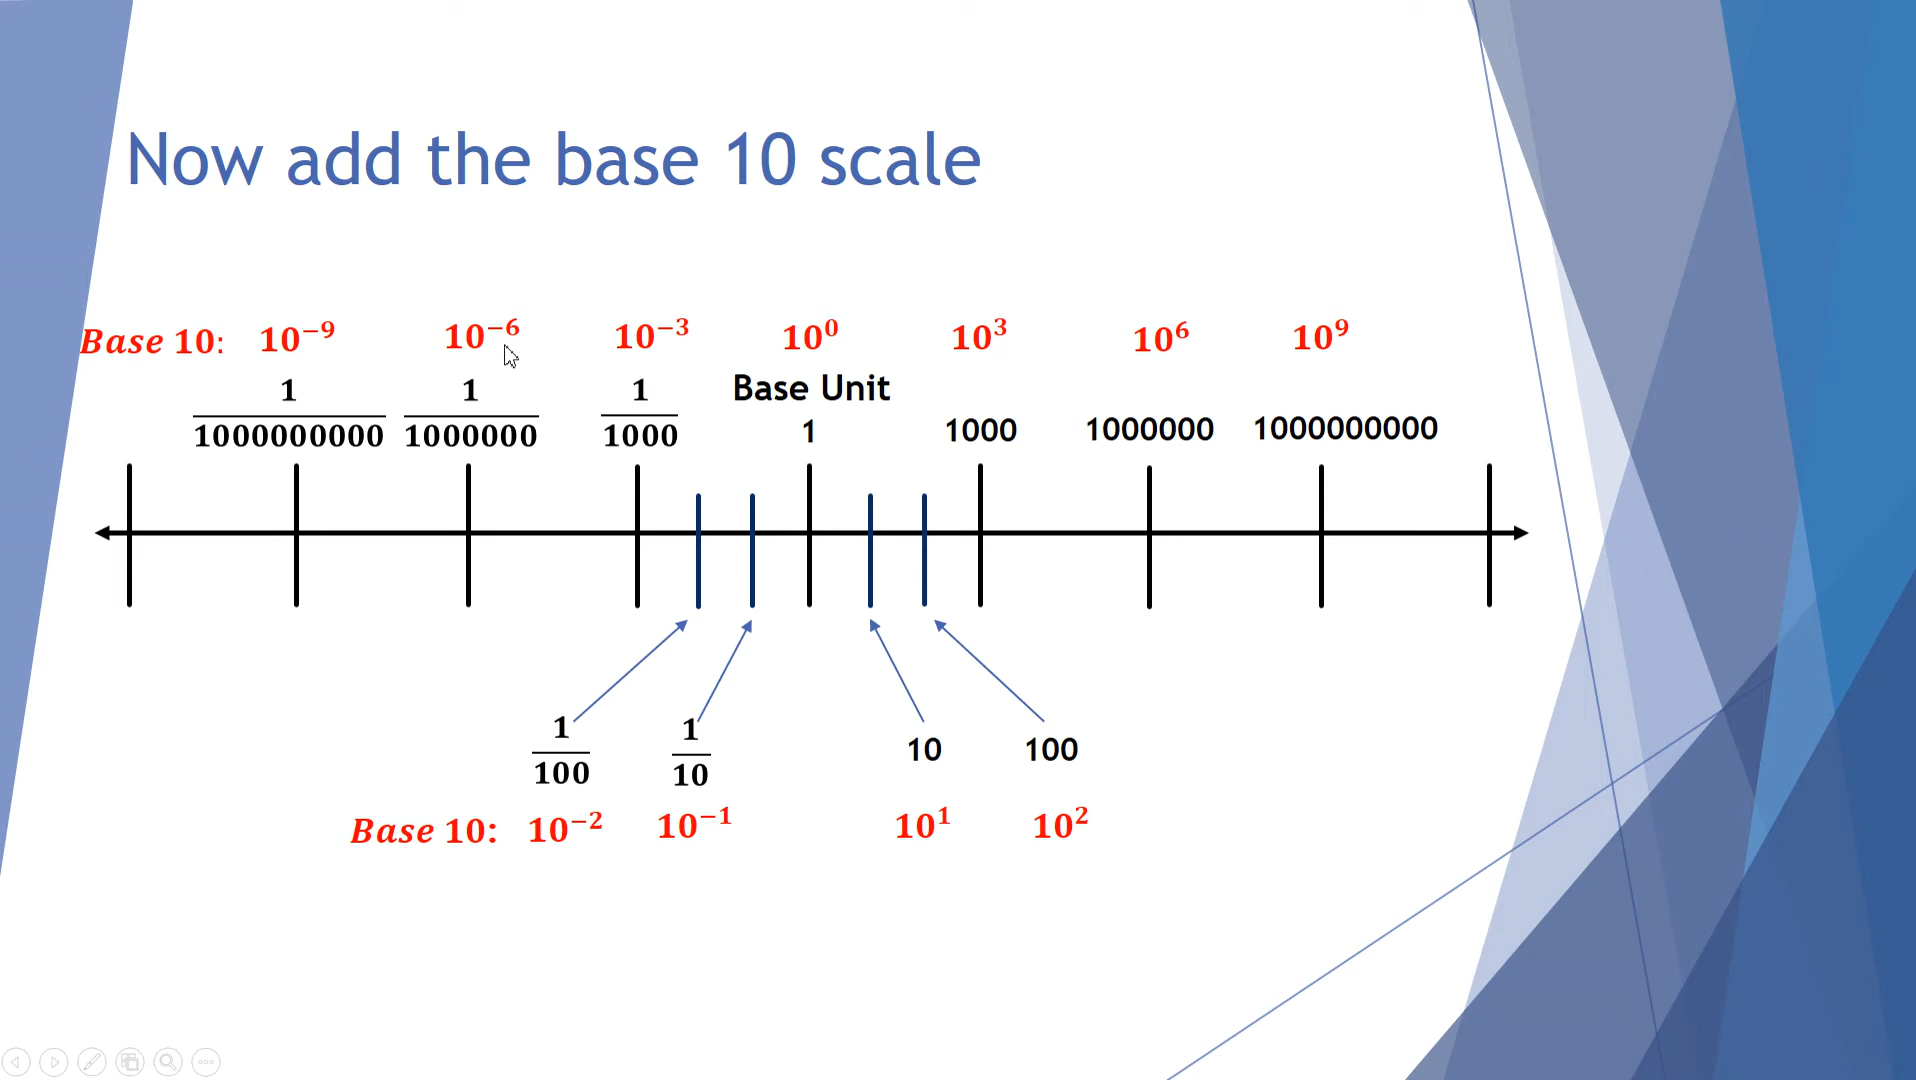 Now add the base 10 scale
Base 10: 10⁻⁹ 10⁻⁶ 10⁻³ 10⁰ 10³ 10⁶ 10⁹
Base Unit
1/1000000000 1/1000000 1/1000 1 1000 1000000 1000000000
1/100 1/10 10 100
Base 10: 10⁻² 10⁻¹ 10¹ 10²